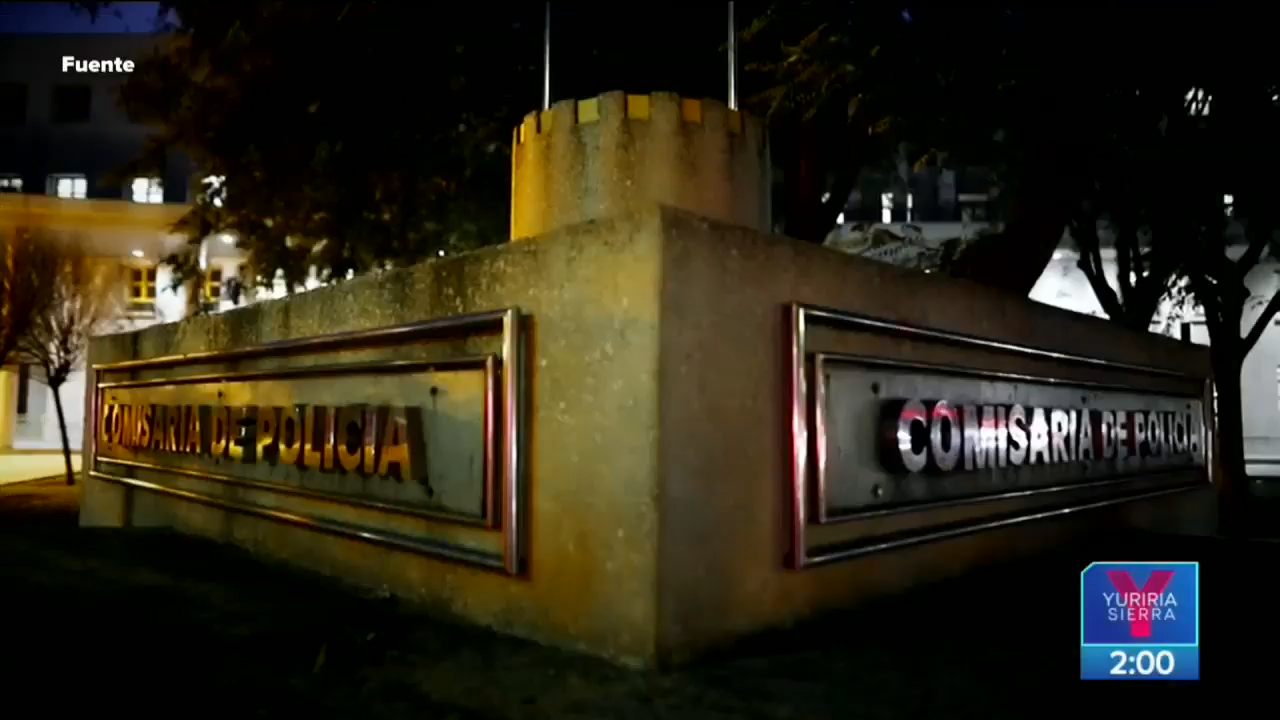 Fuente
COMISARIA DE POLICIA
COMISARIA DE POLICIA
YURIRIA
SIERRA
2:00